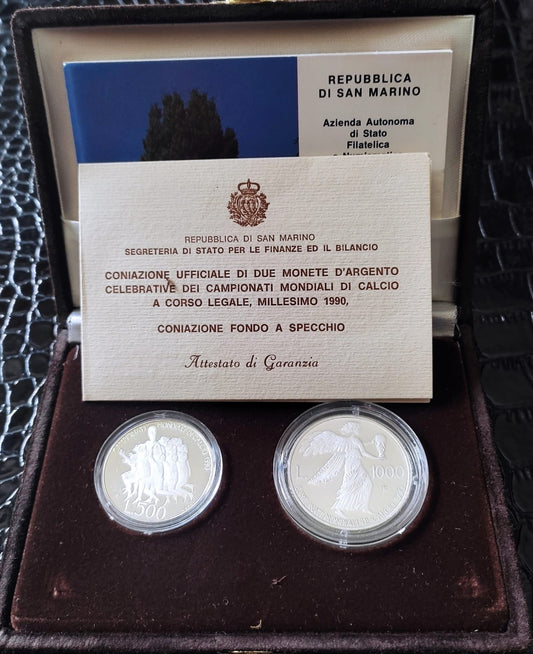 REPUBBLICA
DI SAN MARINO
Azienda Autonoma
di Stato
Filatelica
e Numismatica
REPUBBLICA DI SAN MARINO
SEGRETERIA DI STATO PER LE FINANZE ED IL BILANCIO
CONIAZIONE UFFICIALE DI DUE MONETE D'ARGENTO
CELEBRATIVE DEI CAMPIONATI MONDIALI DI CALCIO
A CORSO LEGALE, MILLESIMO 1990,
CONIAZIONE FONDO A SPECCHIO
Attestato di Garanzia
L.500
L. 1000